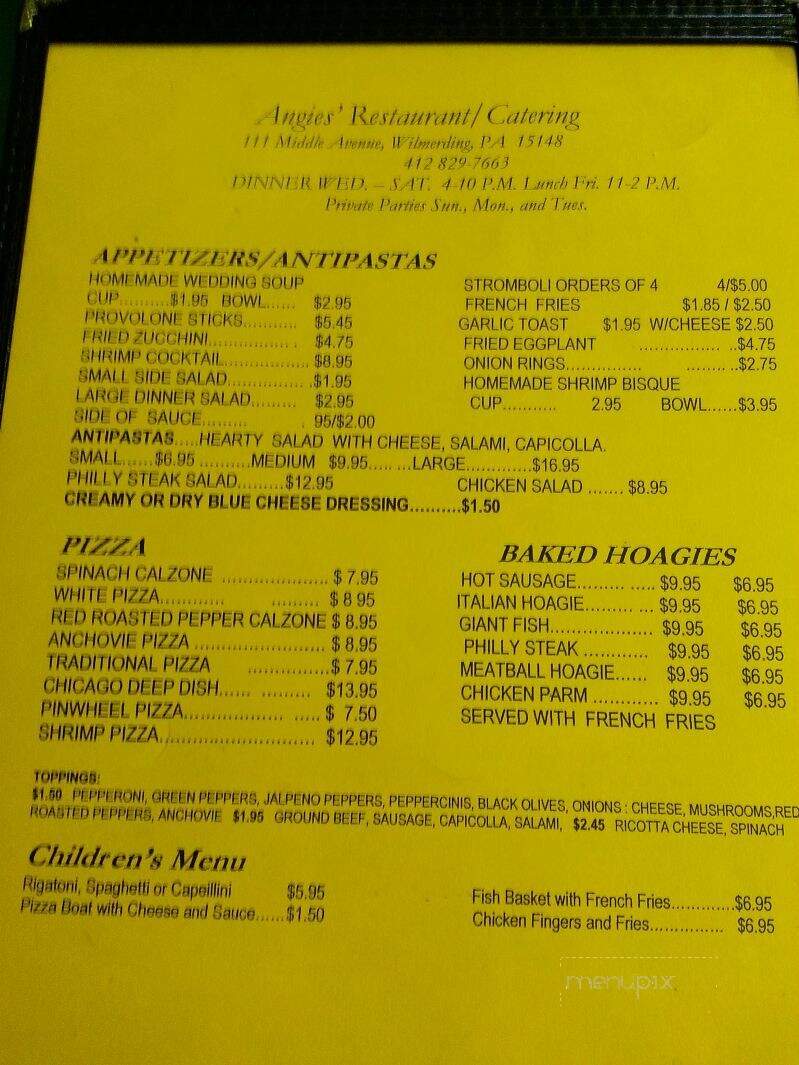 Angies' Restaurant/Catering
111 Middle Avenue, Wilmerding, PA 15148
412 829-7663
DINNER WED. – SAT. 4-10 P.M. Lunch Fri. 11-2 P.M.
Private Parties Sun., Mon., and Tues.
APPETIZERS/ANTIPASTAS
HOMEMADE WEDDING SOUP
CUP..........$1.95 BOWL...... $2.95
PROVOLONE STICKS........... $5.45
FRIED ZUCCHINI.................. . $4.75
SHRIMP COCKTAIL................. $8.95
SMALL SIDE SALAD............... .$1.95
LARGE DINNER SALAD......... $2.95
SIDE OF SAUCE......... . 95/$2.00
STROMBOLI ORDERS OF 4 4/$5.00
FRENCH FRIES $1.85 / $2.50
GARLIC TOAST $1.95 W/CHEESE $2.50
FRIED EGGPLANT ................ ..$4.75
ONION RINGS............... ........ ..$2.75
HOMEMADE SHRIMP BISQUE
CUP........... 2.95 BOWL......$3.95
ANTIPASTAS.....HEARTY SALAD WITH CHEESE, SALAMI, CAPICOLLA.
SMALL......$6.95 ..........MEDIUM $9.95..... ...LARGE.............$16.95
PHILLY STEAK SALAD.........$12.95 CHICKEN SALAD ....... $8.95
CREAMY OR DRY BLUE CHEESE DRESSING..........$1.50
PIZZA
SPINACH CALZONE ..................... $ 7.95
WHITE PIZZA............ ......... $ 8 95
RED ROASTED PEPPER CALZONE $ 8.95
ANCHOVIE PIZZA ......................... $ 8.95
TRADITIONAL PIZZA ................$ 7.95
CHICAGO DEEP DISH...... ......... $13.95
PINWHEEL PIZZA.................... ..... $ 7.50
SHRIMP PIZZA.............................. $12.95
BAKED HOAGIES
HOT SAUSAGE......... ..... $9.95 $6.95
ITALIAN HOAGIE......... ... $9.95 $6.95
GIANT FISH.................... $9.95 $6.95
PHILLY STEAK ............ $9.95 $6.95
MEATBALL HOAGIE...... $9.95 $6.95
CHICKEN PARM ............ $9.95 $6.95
SERVED WITH FRENCH FRIES
TOPPINGS:
$1.50 PEPPERONI, GREEN PEPPERS, JALPENO PEPPERS, PEPPERCINIS, BLACK OLIVES, ONIONS : CHEESE, MUSHROOMS,RED
ROASTED PEPPERS, ANCHOVIE $1.95 GROUND BEEF, SAUSAGE, CAPICOLLA, SALAMI, $2.45 RICOTTA CHEESE, SPINACH
Children's Menu
Rigatoni, Spaghetti or Capeillini $5.95
Pizza Boat with Cheese and Sauce......$1.50
Fish Basket with French Fries............$6.95
Chicken Fingers and Fries............... $6.95
menupix